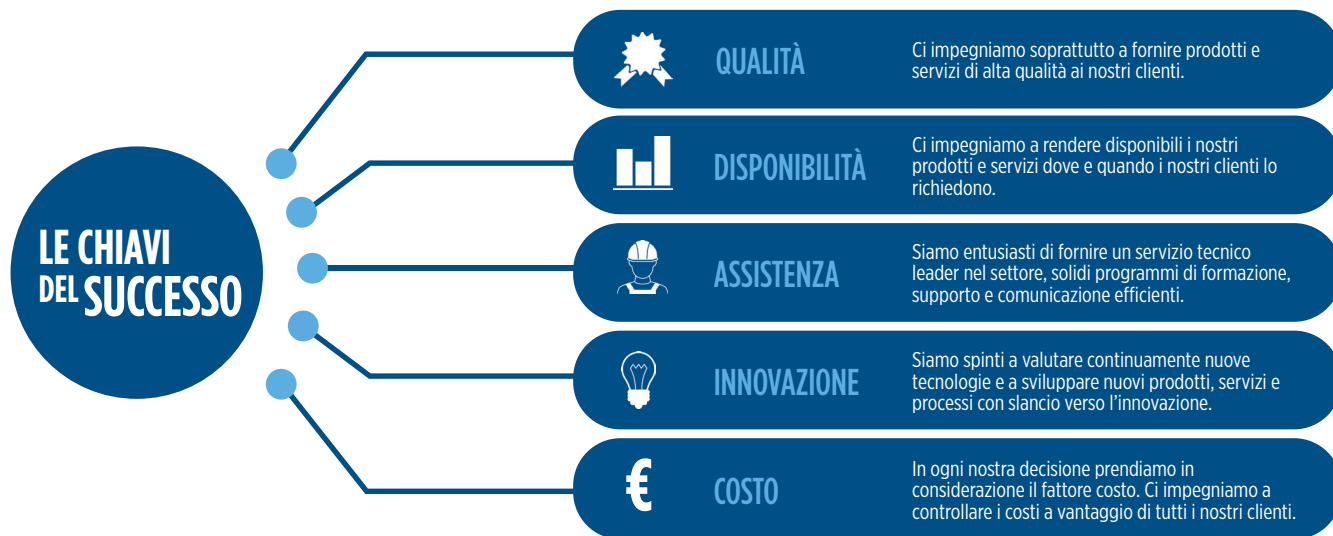 LE CHIAVI
DEL SUCCESSO
QUALITÀ
Ci impegniamo soprattutto a fornire prodotti e
servizi di alta qualità ai nostri clienti.
DISPONIBILITÀ
Ci impegniamo a rendere disponibili i nostri
prodotti e servizi dove e quando i nostri clienti lo
richiedono.
ASSISTENZA
Siamo entusiasti di fornire un servizio tecnico
leader nel settore, solidi programmi di formazione,
supporto e comunicazione efficienti.
INNOVAZIONE
Siamo spinti a valutare continuamente nuove
tecnologie e a sviluppare nuovi prodotti, servizi e
processi con slancio verso l’innovazione.
€
COSTO
In ogni nostra decisione prendiamo in
considerazione il fattore costo. Ci impegniamo a
controllare i costi a vantaggio di tutti i nostri clienti.